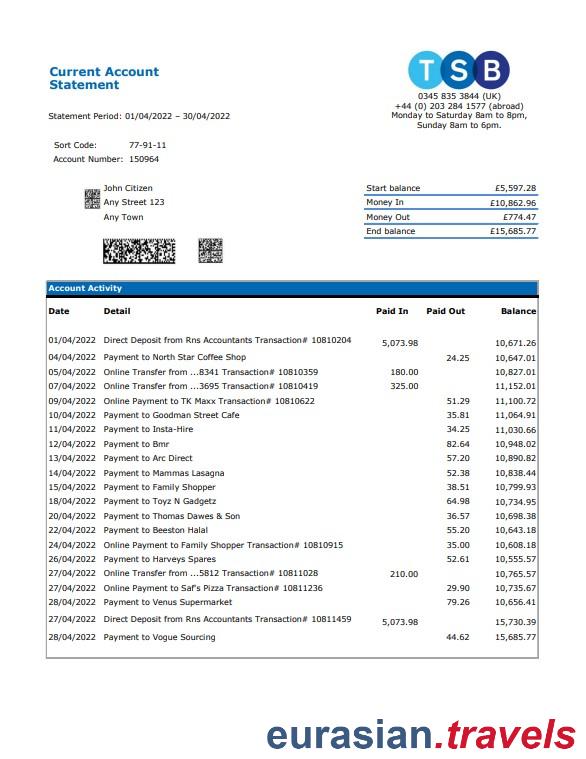 Current Account
Statement
TSB
0345 835 3844 (UK)
+44 (0) 203 284 1577 (abroad)
Monday to Saturday 8am to 8pm,
Sunday 8am to 6pm.
Statement Period: 01/04/2022 – 30/04/2022
Sort Code: 77-91-11
Account Number: 150964
John Citizen
Any Street 123
Any Town
Start balance £5,597.28
Money In £10,862.96
Money Out £774.47
End balance £15,685.77
Account Activity
Date Detail Paid In Paid Out Balance
01/04/2022 Direct Deposit from Rns Accountants Transaction# 10810204 5,073.98 10,671.26
04/04/2022 Payment to North Star Coffee Shop 24.25 10,647.01
05/04/2022 Online Transfer from ...8341 Transaction# 10810359 180.00 10,827.01
07/04/2022 Online Transfer from ...3695 Transaction# 10810419 325.00 11,152.01
09/04/2022 Online Payment to TK Maxx Transaction# 10810622 51.29 11,100.72
10/04/2022 Payment to Goodman Street Cafe 35.81 11,064.91
11/04/2022 Payment to Insta-Hire 34.25 11,030.66
12/04/2022 Payment to Bmr 82.64 10,948.02
13/04/2022 Payment to Arc Direct 57.20 10,890.82
14/04/2022 Payment to Mammas Lasagna 52.38 10,838.44
15/04/2022 Payment to Family Shopper 38.51 10,799.93
18/04/2022 Payment to Toyz N Gadgetz 64.98 10,734.95
20/04/2022 Payment to Thomas Dawes & Son 36.57 10,698.38
22/04/2022 Payment to Beeston Halal 55.20 10,643.18
24/04/2022 Online Payment to Family Shopper Transaction# 10810915 35.00 10,608.18
26/04/2022 Payment to Harveys Spares 52.61 10,555.57
27/04/2022 Online Transfer from ...5812 Transaction# 10811028 210.00 10,765.57
27/04/2022 Online Payment to Saf's Pizza Transaction# 10811236 29.90 10,735.67
28/04/2022 Payment to Venus Supermarket 79.26 10,656.41
27/04/2022 Direct Deposit from Rns Accountants Transaction# 10811459 5,073.98 15,730.39
28/04/2022 Payment to Vogue Sourcing 44.62 15,685.77
eurasian.travels